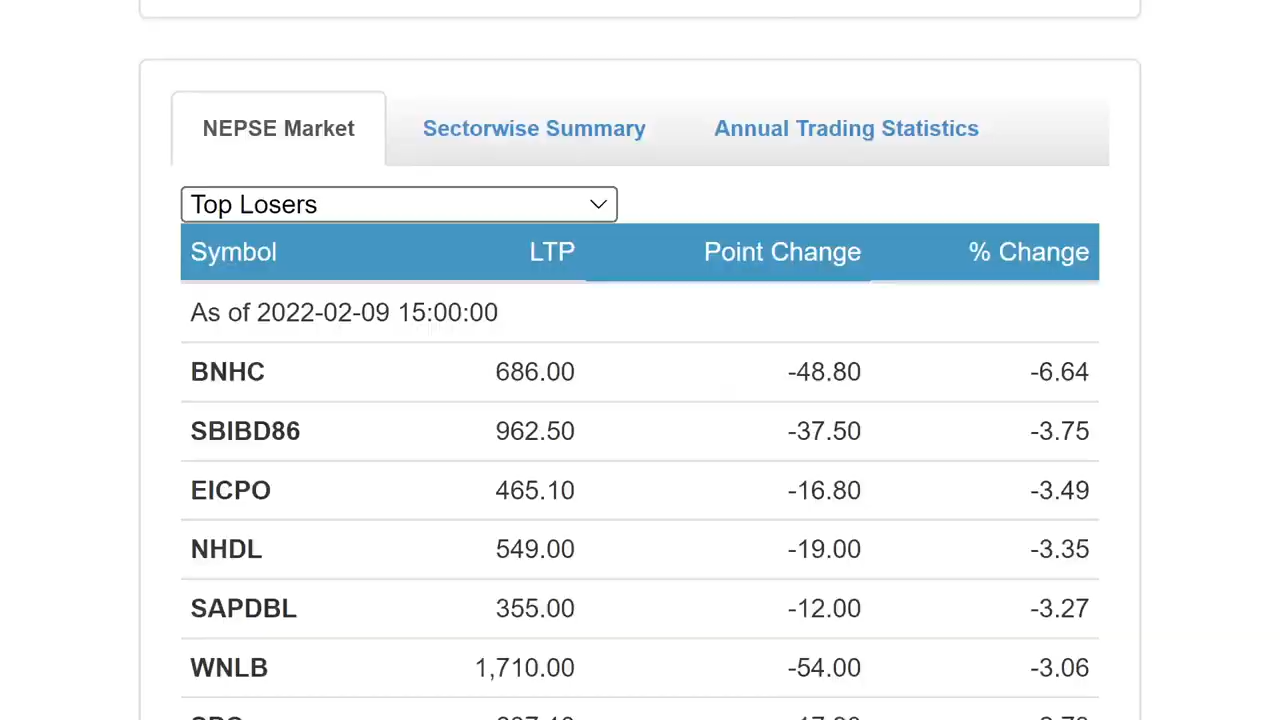 NEPSE Market Sectorwise Summary Annual Trading Statistics
Top Losers
Symbol LTP Point Change % Change
As of 2022-02-09 15:00:00
BNHC 686.00 -48.80 -6.64
SBIBD86 962.50 -37.50 -3.75
EICPO 465.10 -16.80 -3.49
NHDL 549.00 -19.00 -3.35
SAPDBL 355.00 -12.00 -3.27
WNLB 1,710.00 -54.00 -3.06